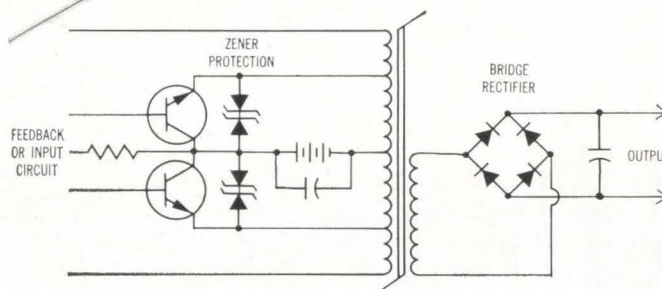 ZENER
PROTECTION
BRIDGE
RECTIFIER
FEEDBACK
OR INPUT
CIRCUIT
OUTPUT